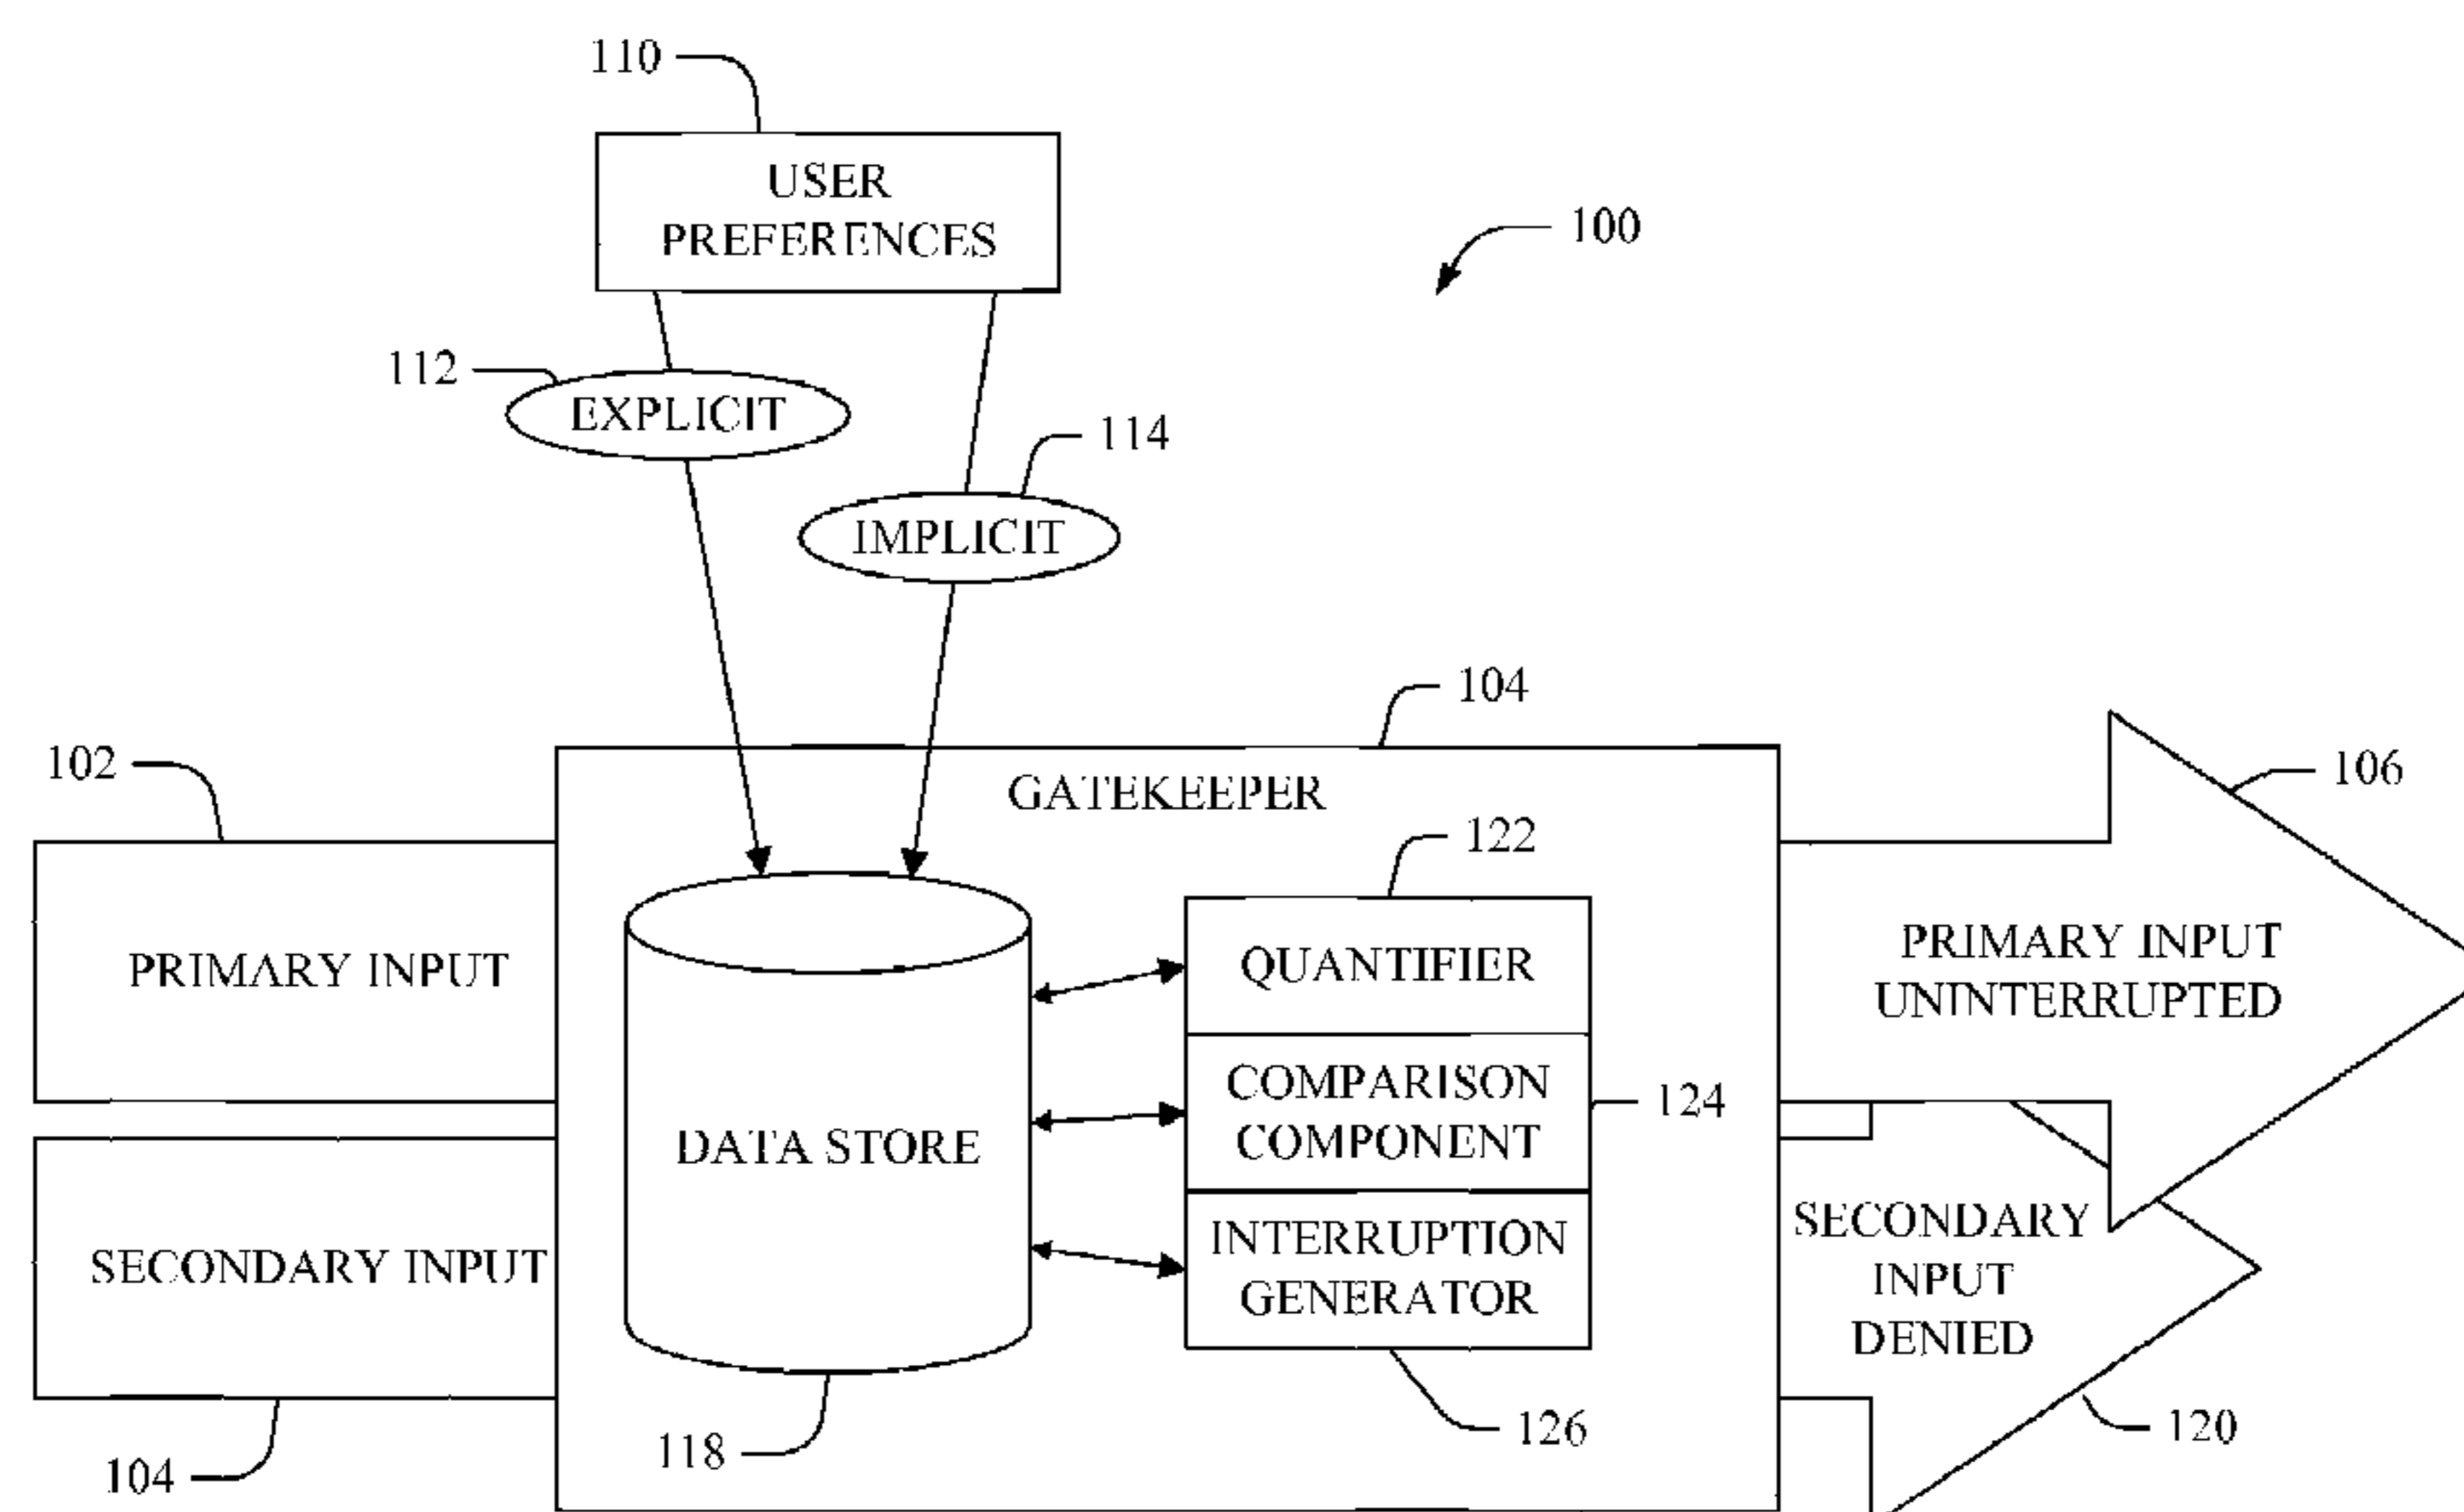 110
USER
PREFERENCES
100
112
EXPLICIT
114
IMPLICIT
104
102
GATEKEEPER
106
122
PRIMARY INPUT
QUANTIFIER
PRIMARY INPUT
UNINTERRUPTED
COMPARISON
COMPONENT
124
DATA STORE
SECONDARY INPUT
INTERRUPTION
GENERATOR
SECONDARY
INPUT
DENIED
118
126
120
104